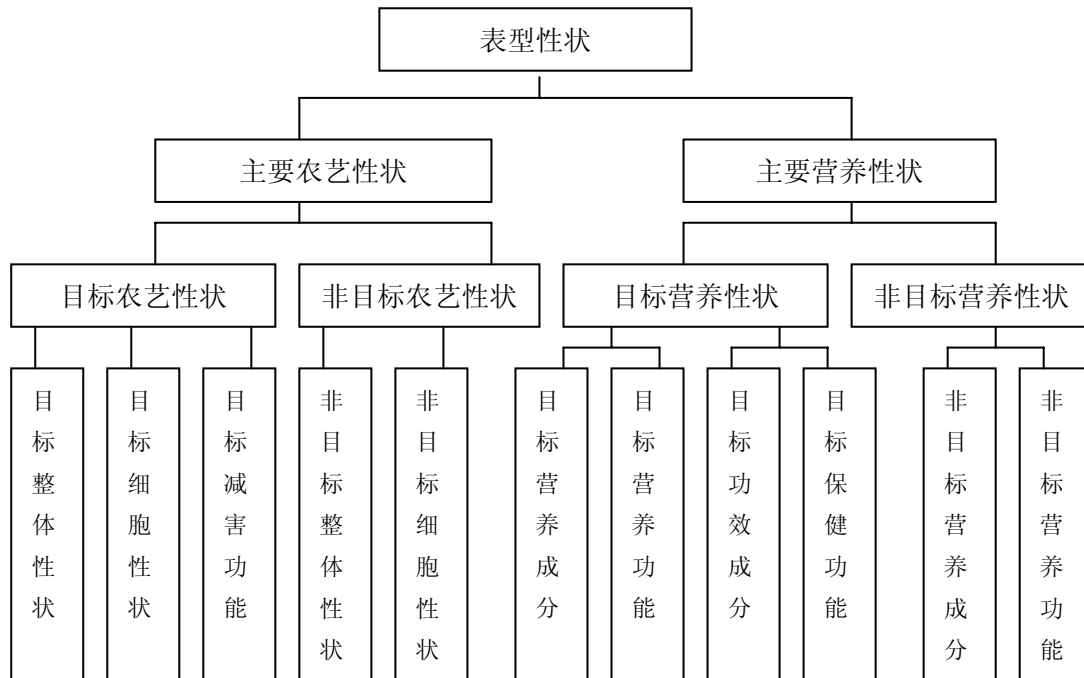 表型性状
主要农艺性状
主要营养性状
目标农艺性状
非目标农艺性状
目标营养性状
非目标营养性状
目标整体性状
目标细胞性状
目标减害功能
非目标整体性状
非目标细胞性状
目标营养成分
目标营养功能
目标功效成分
目标保健功能
非目标营养成分
非目标营养功能